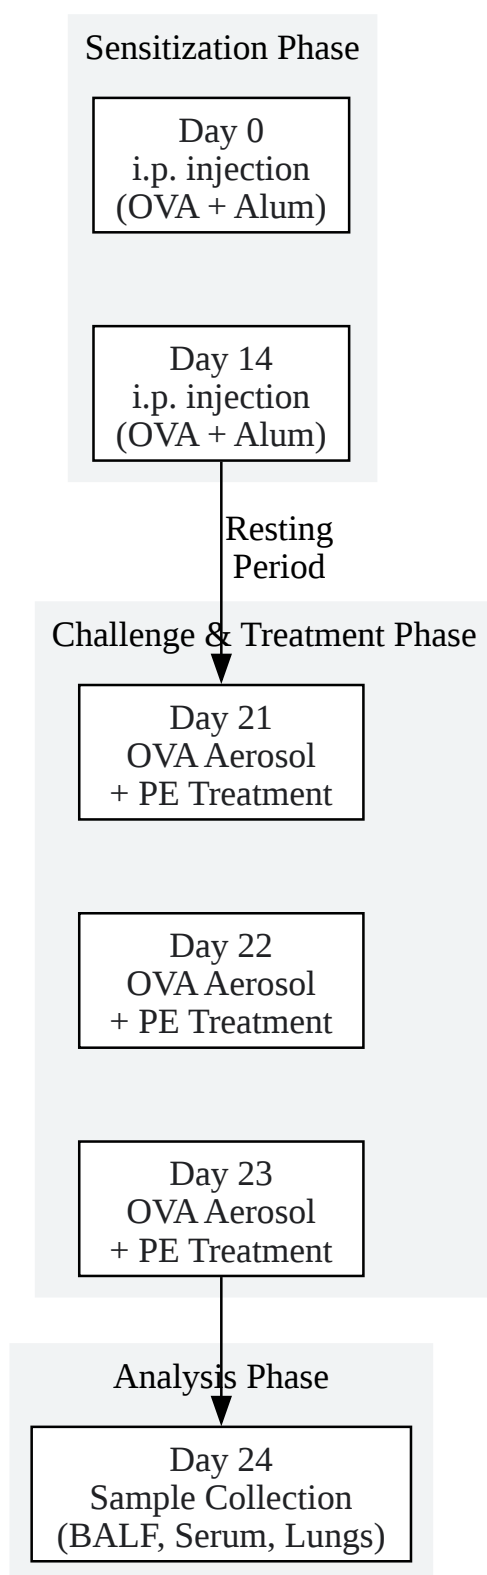 Sensitization Phase
Day 0
i.p. injection
(OVA + Alum)
Day 14
i.p. injection
(OVA + Alum)
Resting
Period
Challenge & Treatment Phase
Day 21
OVA Aerosol
+ PE Treatment
Day 22
OVA Aerosol
+ PE Treatment
Day 23
OVA Aerosol
+ PE Treatment
Analysis Phase
Day 24
Sample Collection
(BALF, Serum, Lungs)